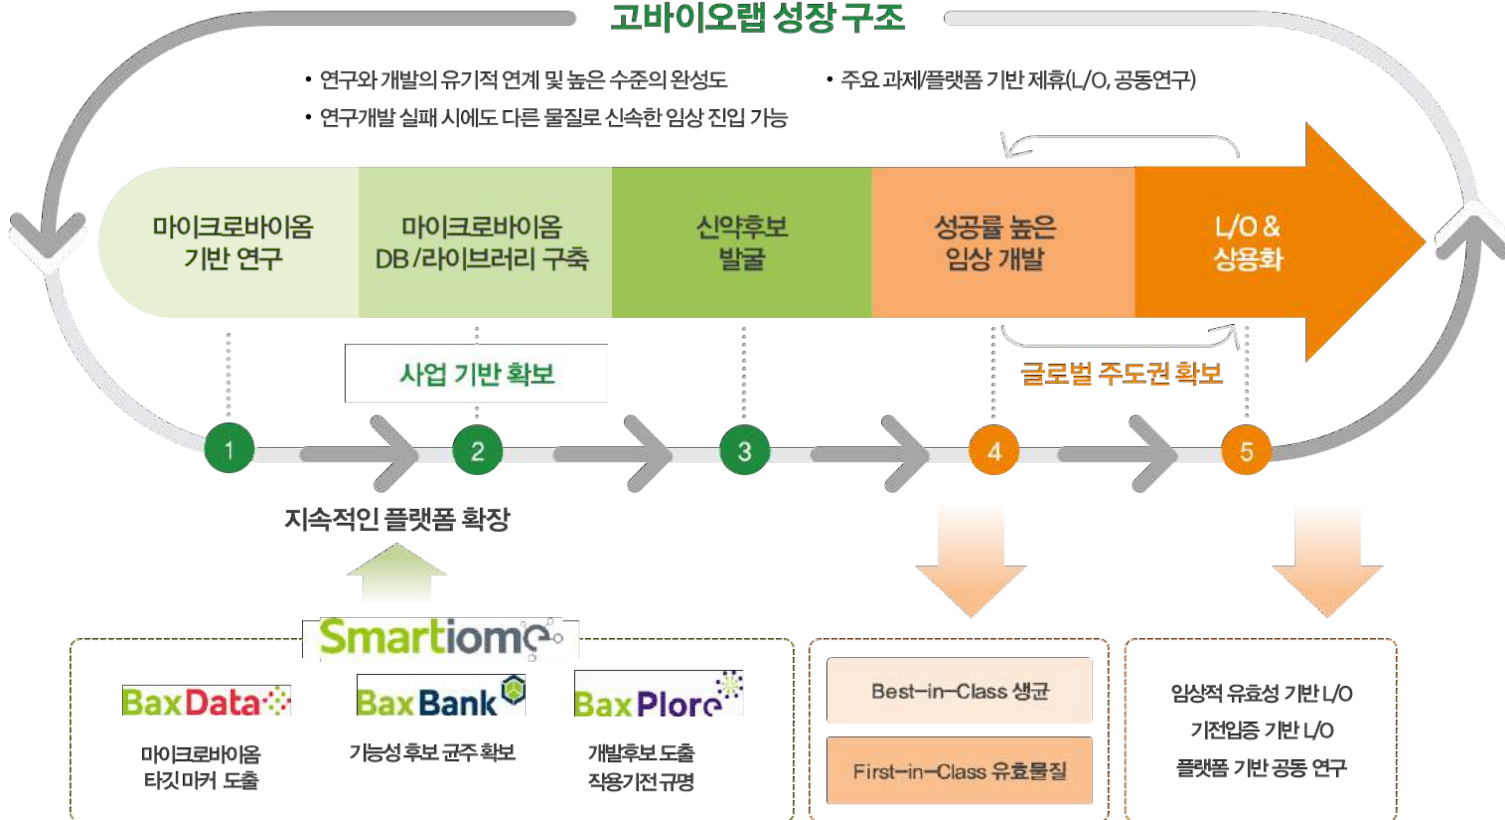 고바이오랩 성장 구조
• 연구와 개발의 유기적 연계 및 높은 수준의 완성도
• 연구개발 실패 시에도 다른 물질로 신속한 임상 진입 가능
• 주요 과제/플랫폼 기반 제휴(L/O, 공동연구)
마이크로바이옴
기반 연구
마이크로바이옴
DB/라이브러리 구축
신약후보
발굴
성공률 높은
임상 개발
L/O &
상용화
사업 기반 확보
글로벌 주도권 확보
1
2
3
4
5
지속적인 플랫폼 확장
Smartiome
BaxData
마이크로바이옴
타깃 마커 도출
BaxBank
기능성 후보 균주 확보
BaxPlore
개발후보 도출
작용기전 규명
Best-in-Class 생균
First-in-Class 유효물질
임상적 유효성 기반 L/O
기전입증 기반 L/O
플랫폼 기반 공동 연구